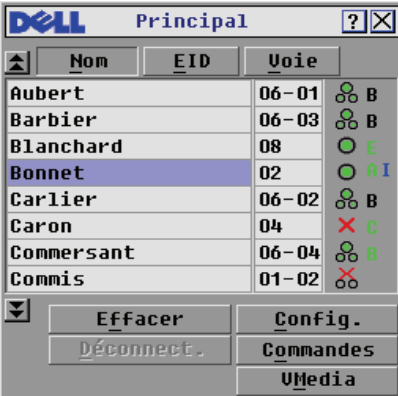 DELL Principal ? X
Nom EID Voie
Aubert 06-01 B
Barbier 06-03 B
Blanchard 08 E
Bonnet 02 A I
Carlier 06-02 B
Caron 04 C
Commersant 06-04 B
Commis 01-02
Effacer Config.
Déconnect. Commandes
VMedia